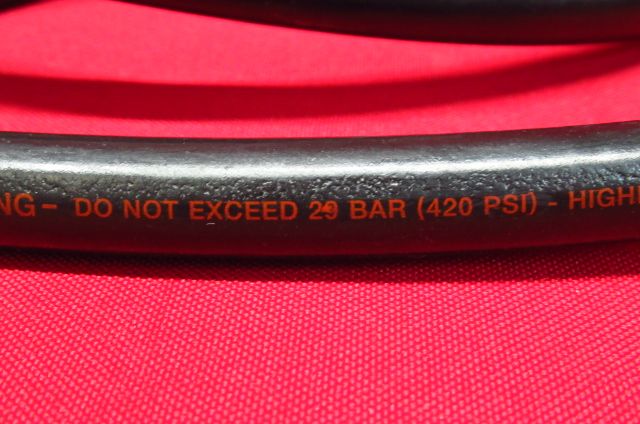 NG - DO NOT EXCEED 29 BAR (420 PSI) - HIGH